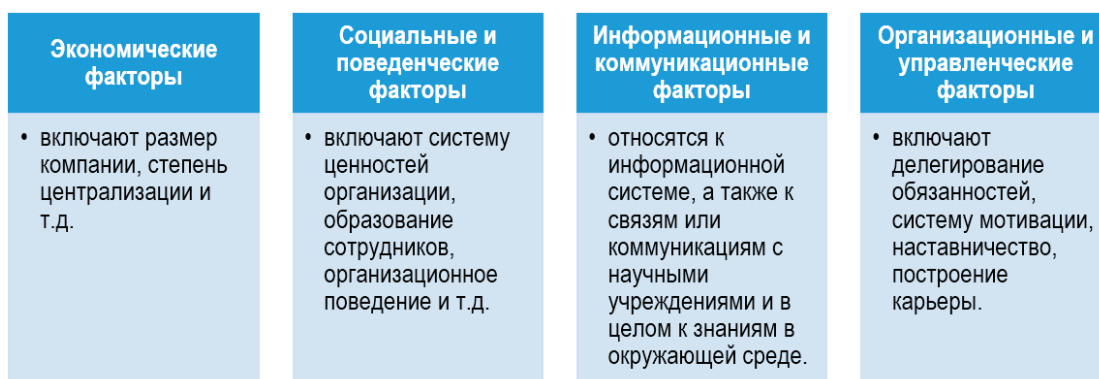 Экономические
факторы
• включают размер
компании, степень
централизации и
т.д.
Социальные и
поведенческие
факторы
• включают систему
ценностей
организации,
образование
сотрудников,
организационное
поведение и т.д.
Информационные и
коммуникационные
факторы
• относятся к
информационной
системе, а также к
связям или
коммуникациям с
научными
учреждениями и в
целом к знаниям в
окружающей среде.
Организационные и
управленческие
факторы
• включают
делегирование
обязанностей,
систему мотивации,
наставничество,
построение
карьеры.